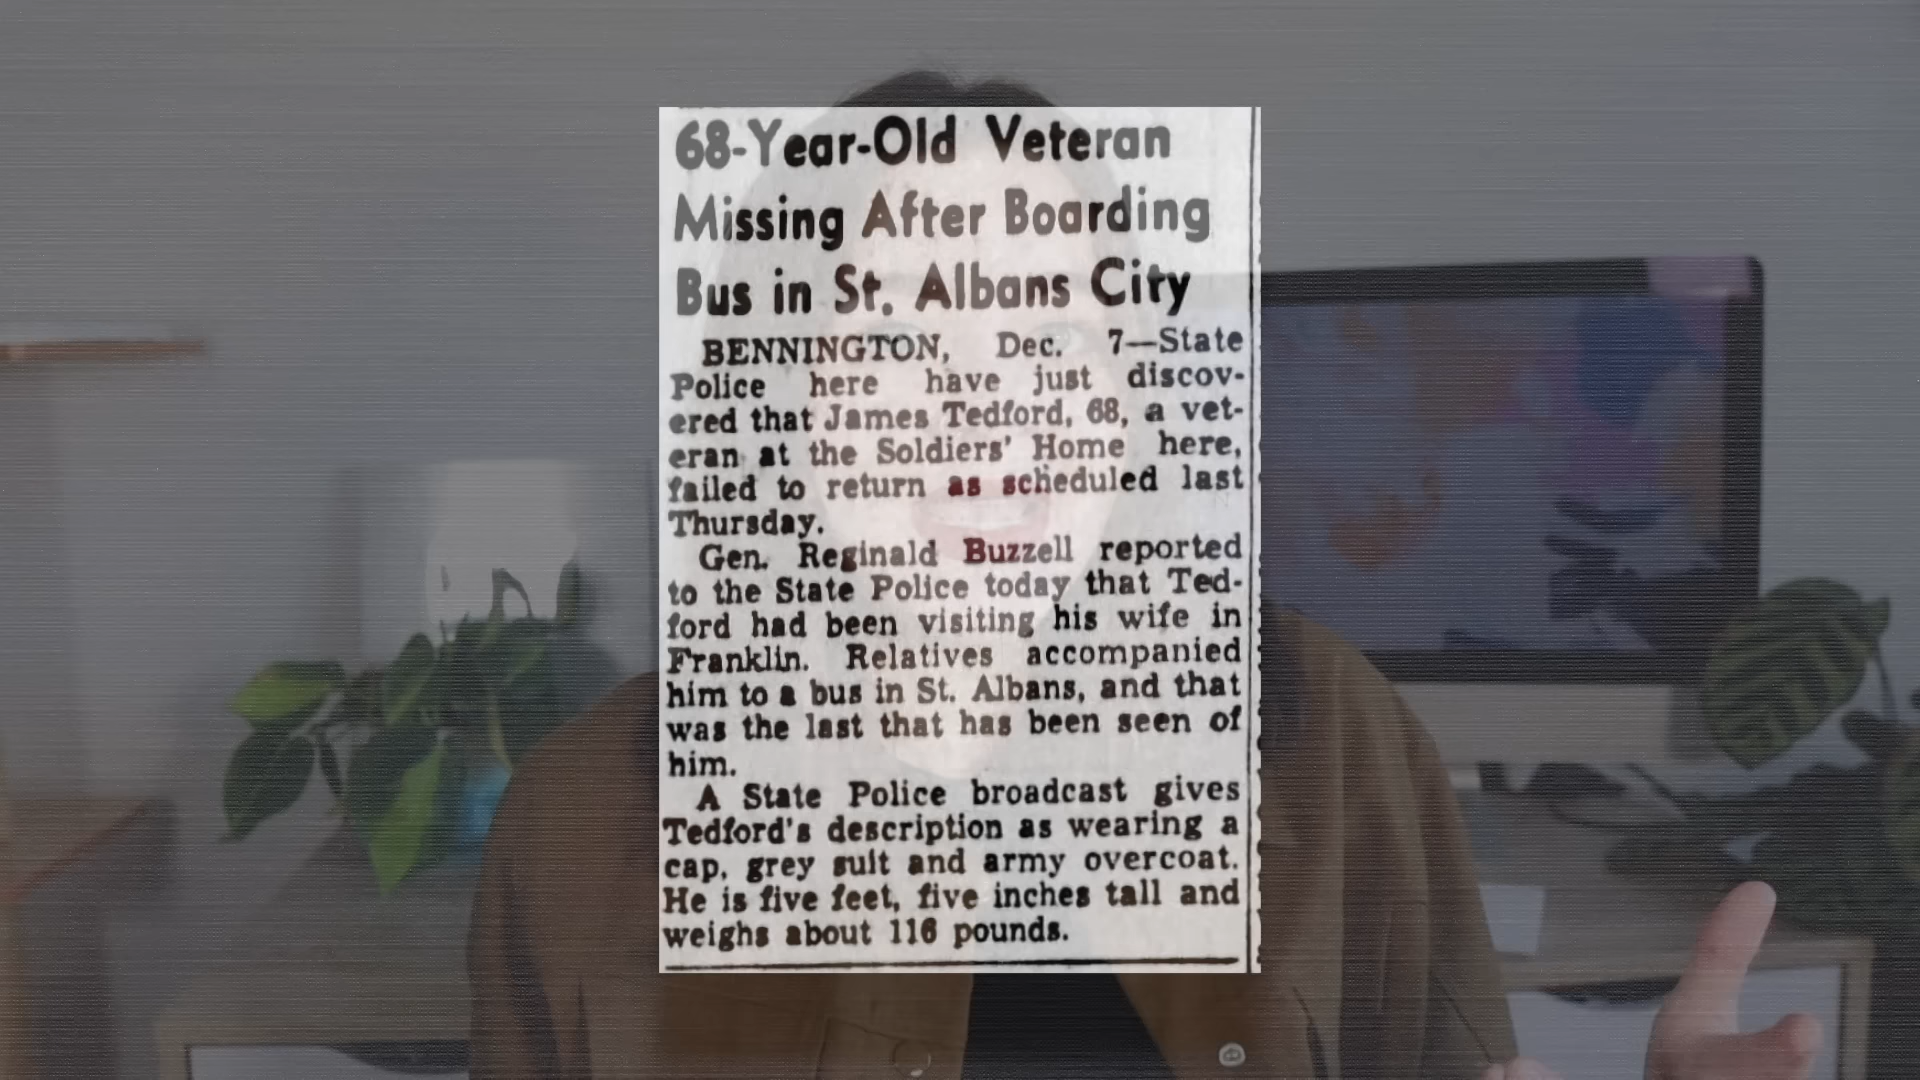 68-Year-Old Veteran
Missing After Boarding
Bus in St. Albans City
BENNINGTON, Dec. 7—State
Police here have just discov-
ered that James Tedford, 68, a vet-
eran at the Soldiers' Home here,
failed to return as scheduled last
Thursday.
Gen. Reginald Buzzell reported
to the State Police today that Ted-
ford had been visiting his wife in
Franklin. Relatives accompanied
him to a bus in St. Albans, and that
was the last that has been seen of
him.
A State Police broadcast gives
Tedford's description as wearing a
cap, grey suit and army overcoat.
He is five feet, five inches tall and
weighs about 116 pounds.